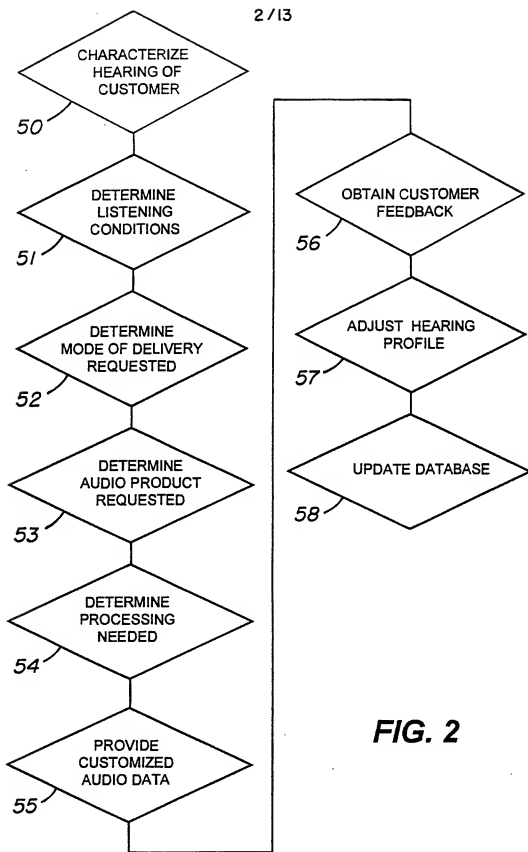 2/13
CHARACTERIZE
HEARING OF
CUSTOMER
50
DETERMINE
LISTENING
CONDITIONS
51
DETERMINE
MODE OF DELIVERY
REQUESTED
52
DETERMINE
AUDIO PRODUCT
REQUESTED
53
DETERMINE
PROCESSING
NEEDED
54
PROVIDE
CUSTOMIZED
AUDIO DATA
55
OBTAIN CUSTOMER
FEEDBACK
56
ADJUST HEARING
PROFILE
57
UPDATE DATABASE
58
FIG. 2